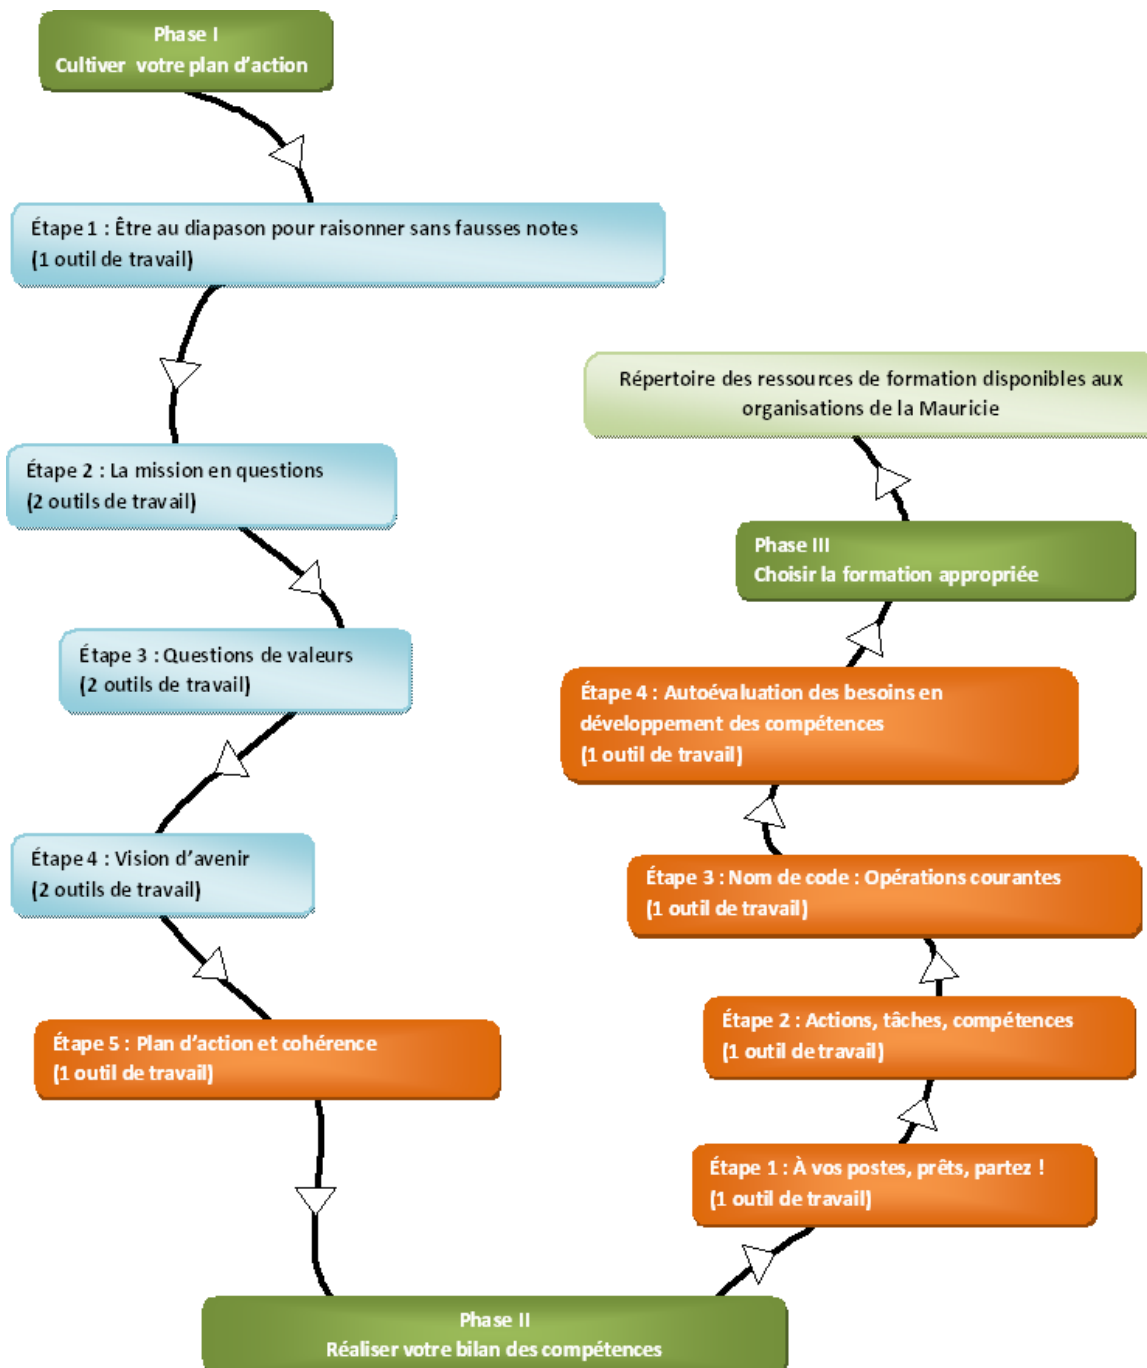 Phase I
Cultiver votre plan d'action
Étape 1 : Être au diapason pour raisonner sans fausses notes
(1 outil de travail)
Étape 2 : La mission en questions
(2 outils de travail)
Étape 3 : Questions de valeurs
(2 outils de travail)
Étape 4 : Vision d'avenir
(2 outils de travail)
Étape 5 : Plan d'action et cohérence
(1 outil de travail)
Phase II
Réaliser votre bilan des compétences
Étape 1 : À vos postes, prêts, partez !
(1 outil de travail)
Étape 2 : Actions, tâches, compétences
(1 outil de travail)
Étape 3 : Nom de code : Opérations courantes
(1 outil de travail)
Étape 4 : Autoévaluation des besoins en
développement des compétences
(1 outil de travail)
Phase III
Choisir la formation appropriée
Répertoire des ressources de formation disponibles aux
organisations de la Mauricie